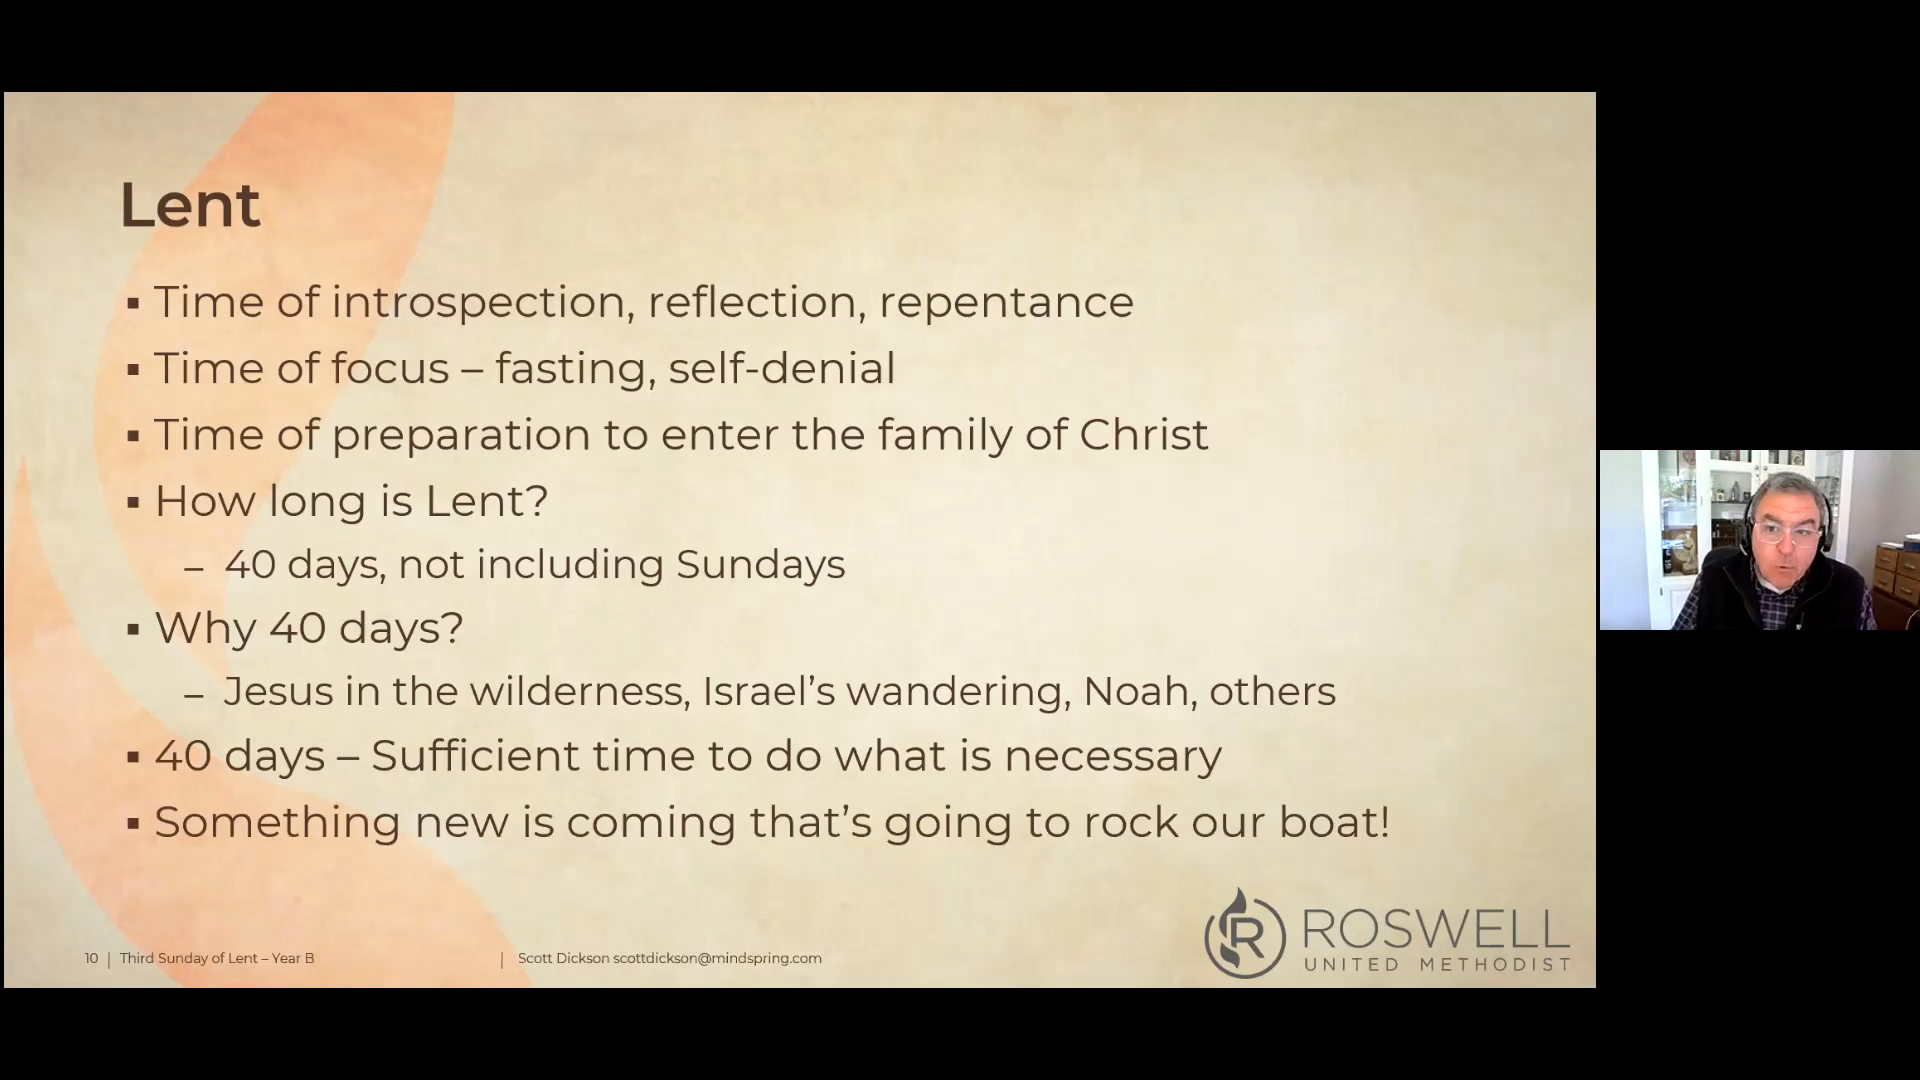 Lent
▪ Time of introspection, reflection, repentance
▪ Time of focus – fasting, self-denial
▪ Time of preparation to enter the family of Christ
▪ How long is Lent?
– 40 days, not including Sundays
▪ Why 40 days?
– Jesus in the wilderness, Israel’s wandering, Noah, others
▪ 40 days – Sufficient time to do what is necessary
▪ Something new is coming that’s going to rock our boat!
10 | Third Sunday of Lent – Year B | Scott Dickson scottdickson@mindspring.com
R ROSWELL
UNITED METHODIST